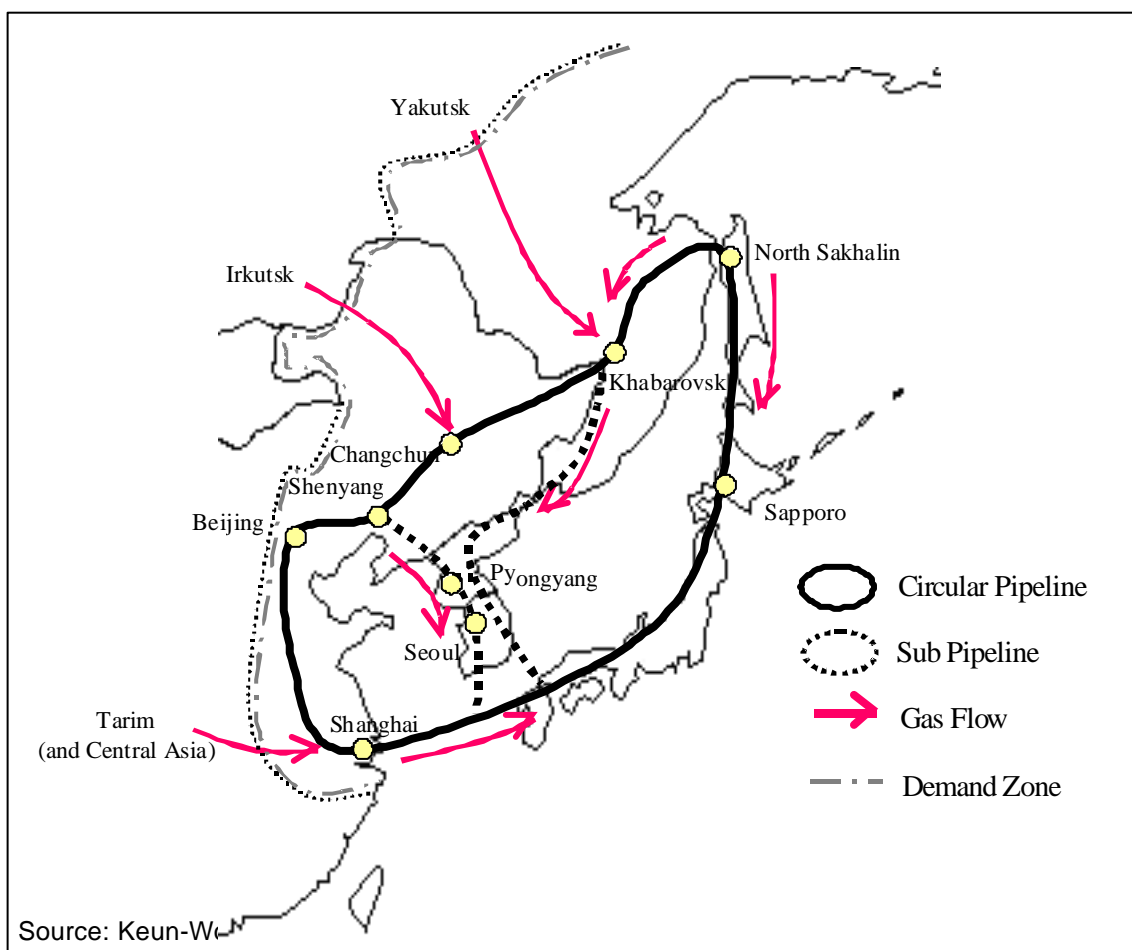 Yakutsk
North Sakhalin
Irkutsk
Khabarovsk
Changchun
Shenyang
Beijing
Sapporo
Pyongyang
Circular Pipeline
Seoul
Sub Pipeline
Tarim
(and Central Asia)
Shanghai
Gas Flow
Demand Zone
Source: Keun-W